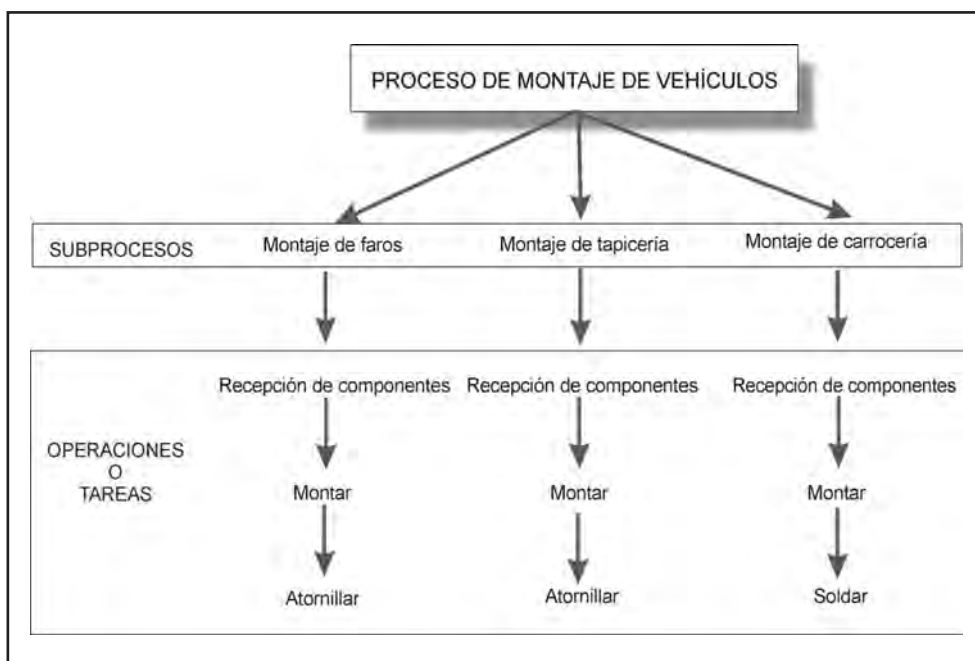 PROCESO DE MONTAJE DE VEHÍCULOS
SUBPROCESOS
Montaje de faros
Montaje de tapicería
Montaje de carrocería
OPERACIONES
O
TAREAS
Recepción de componentes
Recepción de componentes
Recepción de componentes
Montar
Montar
Montar
Atornillar
Atornillar
Soldar